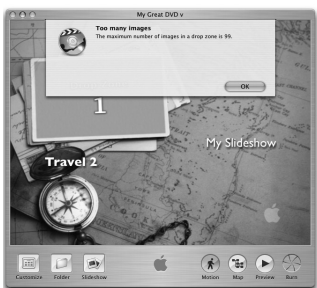 My Great DVD v
Too many images
The maximum number of images in a drop zone is 99.
OK
1
My Slideshow
Travel 2
Customize Folder Slideshow Motion Map Preview Burn